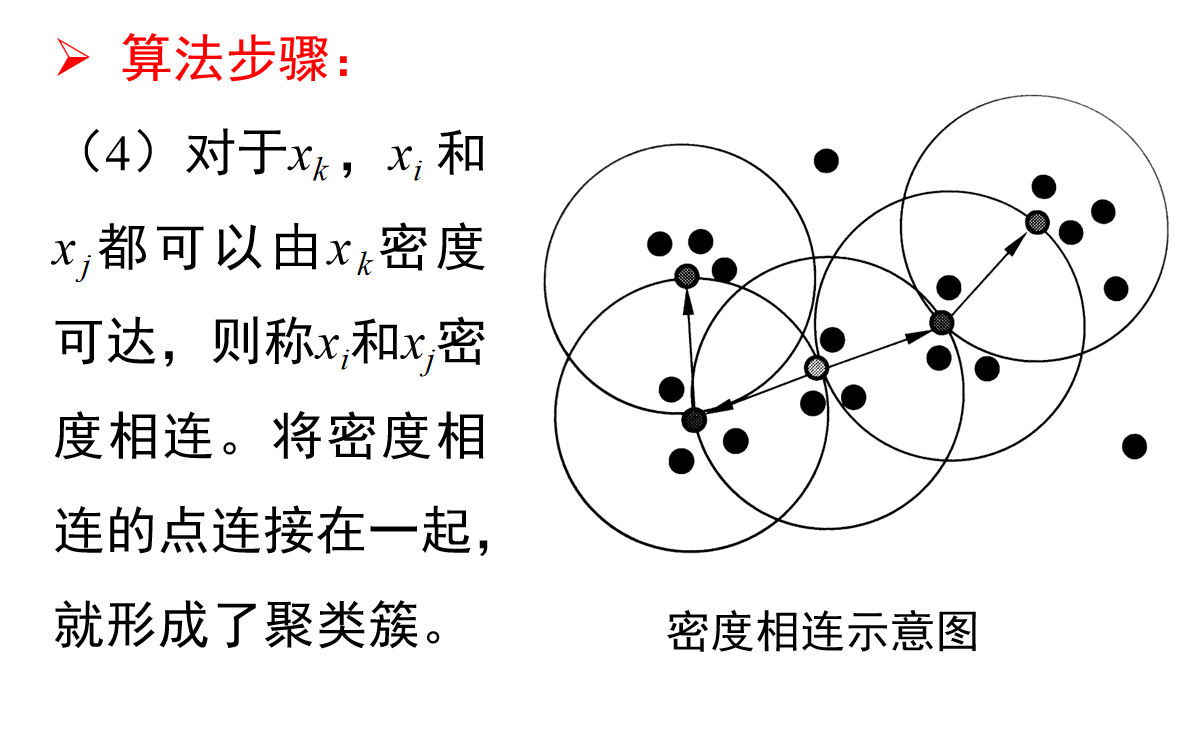 算法步骤：
（4）对于xk，xi 和
xj都可以由xk密度
可达，则称xi和xj密
度相连。将密度相
连的点连接在一起，
就形成了聚类簇。
密度相连示意图